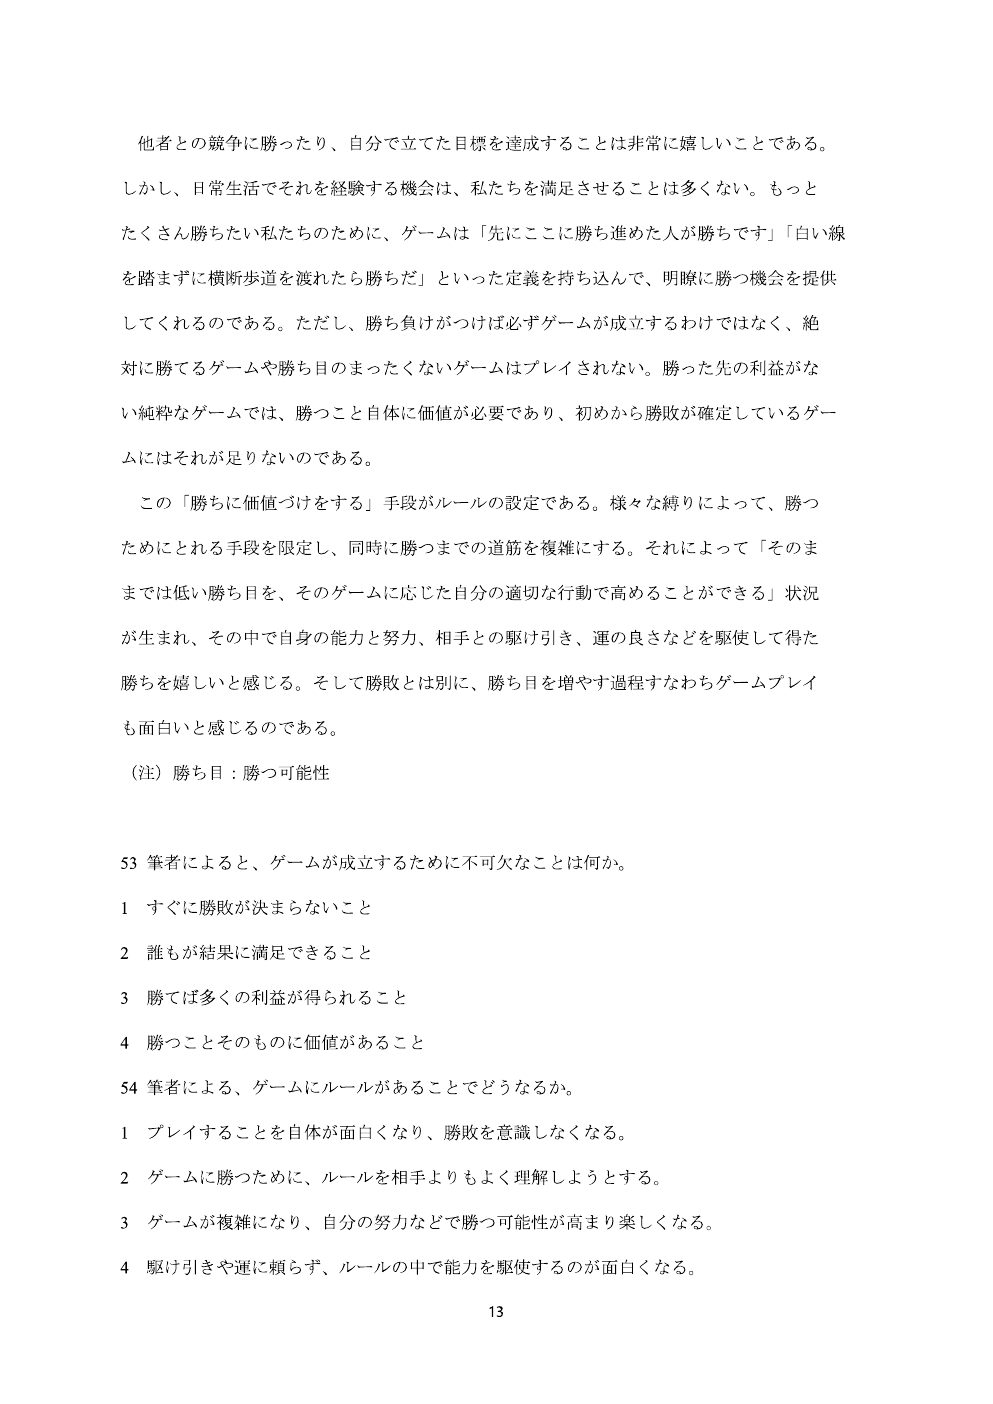 他者との競争に勝ったり、自分で立てた目標を達成することは非常に嬉しいことである。
しかし、日常生活でそれを経験する機会は、私たちを満足させることは多くない。もっと
たくさん勝ちたい私たちのために、ゲームは「先にここに勝ち進めた人が勝ちです」「白い線
を踏まずに横断歩道を渡れたら勝ちだ」といった定義を持ち込んで、明瞭に勝つ機会を提供
してくれるのである。ただし、勝ち負けがつけば必ずゲームが成立するわけではなく、絶
対に勝てるゲームや勝ち目のまったくないゲームはプレイされない。勝った先の利益がな
い純粋なゲームでは、勝つこと自体に価値が必要であり、初めから勝敗が確定しているゲー
ムにはそれが足りないのである。
この「勝ちに価値づけをする」手段がルールの設定である。様々な縛りによって、勝つ
ためにとれる手段を限定し、同時に勝つまでの道筋を複雑にする。それによって「そのま
までは低い勝ち目を、そのゲームに応じた自分の適切な行動で高めることができる」状況
が生まれ、その中で自身の能力と努力、相手との駆け引き、運の良さなどを駆使して得た
勝ちを嬉しいと感じる。そして勝敗とは別に、勝ち目を増やす過程すなわちゲームプレイ
も面白いと感じるのである。
（注）勝ち目：勝つ可能性
53 筆者によると、ゲームが成立するために不可欠なことは何か。
1 すぐに勝敗が決まらないこと
2 誰もが結果に満足できること
3 勝てば多くの利益が得られること
4 勝つことそのものに価値があること
54 筆者による、ゲームにルールがあることでどうなるか。
1 プレイすることを自体が面白くなり、勝敗を意識しなくなる。
2 ゲームに勝つために、ルールを相手よりもよく理解しようとする。
3 ゲームが複雑になり、自分の努力などで勝つ可能性が高まり楽しくなる。
4 駆け引きや運に頼らず、ルールの中で能力を駆使するのが面白くなる。
13